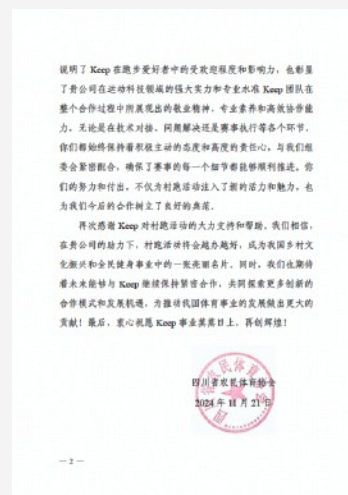 说明了 Keep 在跑步爱好者中的受欢迎程度和影响力，也彰显
了贵公司在运动科技领域的强大实力和专业水准 Keep 团队在
整个合作过程中所展现出的敬业精神、专业素养和高效协作能
力。无论是在技术对接、问题解决还是赛事执行等各个环节，
你们都始终保持着积极主动的态度和高度的责任心，与我们组
委会紧密配合，确保了赛事的每一个细节都能够顺利推进。你
们的努力和付出，不仅为村跑活动注入了新的活力和魅力，也
为我们今后的合作树立了良好的典范。
再次感谢 Keep 对村跑活动的大力支持和帮助。我们相信，
在贵公司的助力下，村跑活动将会越办越好，成为我国乡村文
化振兴和全民健身事业中的一张亮丽名片。同时，我们也期待
着未来能够与 Keep 继续保持紧密合作，共同探索更多创新的
合作模式和发展机遇，为推动我国体育事业的发展做出更大的
贡献！最后，衷心祝愿 Keep 事业蒸蒸日上，再创辉煌！
四川省农民体育协会
2024 年 11 月 21 日
— 2 —